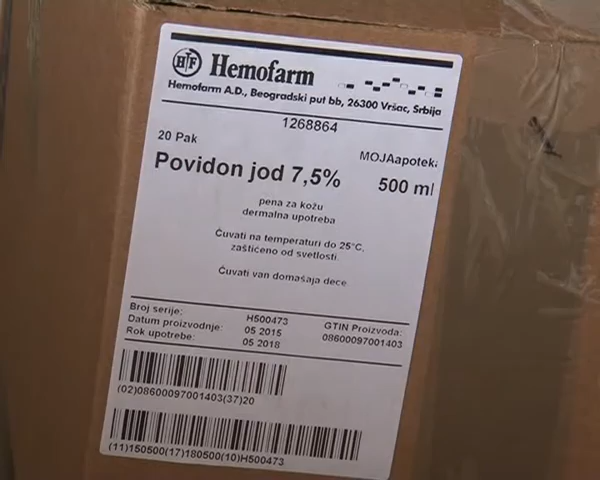 HF Hemofarm
Hemofarm A.D., Beogradski put bb, 26300 Vršac, Srbija
1268864
20 Pak
MOJAapoteka
Povidon jod 7,5%
500 ml
pena za kožu
dermalna upotreba
Čuvati na temperaturi do 25°C,
zaštićeno od svetlosti.
Čuvati van domašaja dece
Broj serije: H500473
GTIN Proizvoda:
Datum proizvodnje: 05 2015
08600097001403
Rok upotrebe: 05 2018
(02)08600097001403(37)20
(11)150500(17)180500(10)H500473